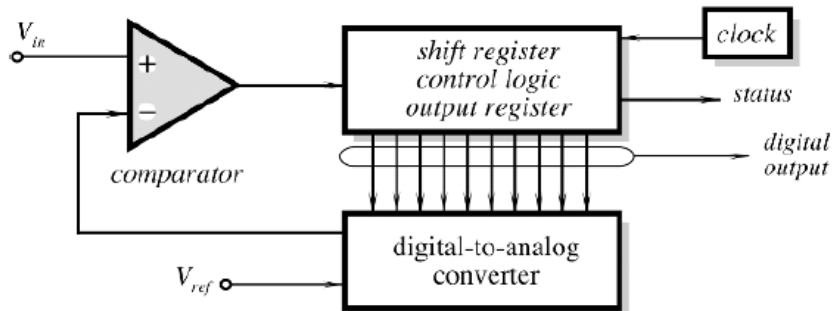 V_in
+
−
comparator
shift register
control logic
output register
clock
status
digital
output
digital-to-analog
converter
V_ref